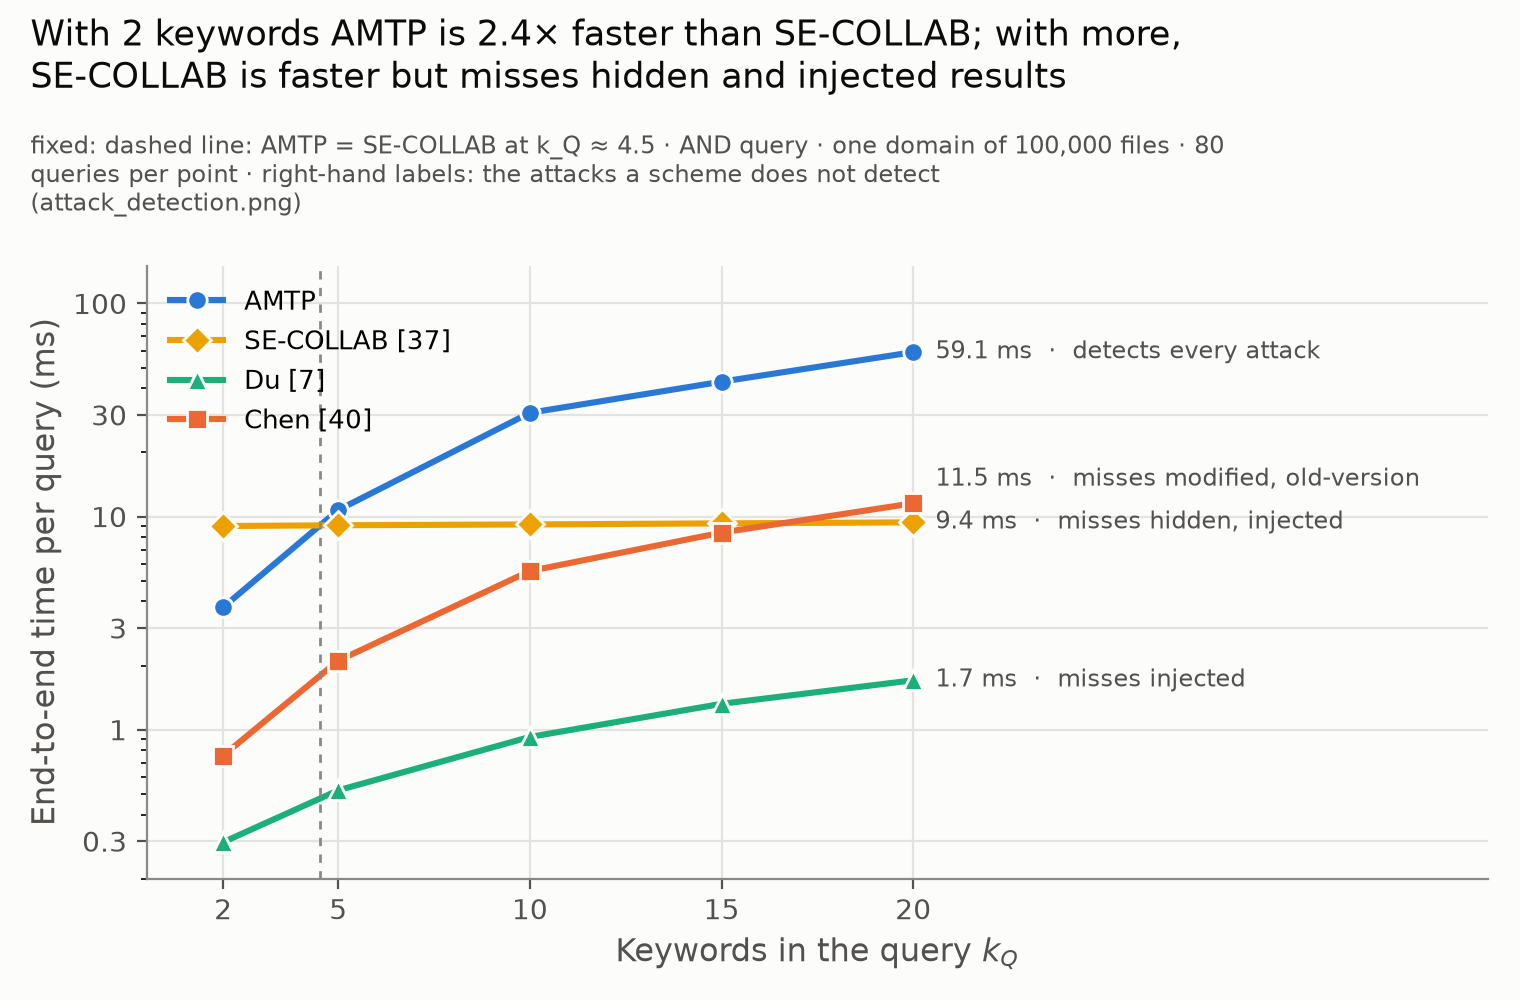 With 2 keywords AMTP is 2.4× faster than SE-COLLAB; with more,
SE-COLLAB is faster but misses hidden and injected results
fixed: dashed line: AMTP = SE-COLLAB at k_Q ≈ 4.5 · AND query · one domain of 100,000 files · 80
queries per point · right-hand labels: the attacks a scheme does not detect
(attack_detection.png)
End-to-end time per query (ms)
100
30
10
3
1
0.3
AMTP
SE-COLLAB [37]
Du [7]
Chen [40]
59.1 ms · detects every attack
11.5 ms · misses modified, old-version
9.4 ms · misses hidden, injected
1.7 ms · misses injected
2 5 10 15 20
Keywords in the query k_Q